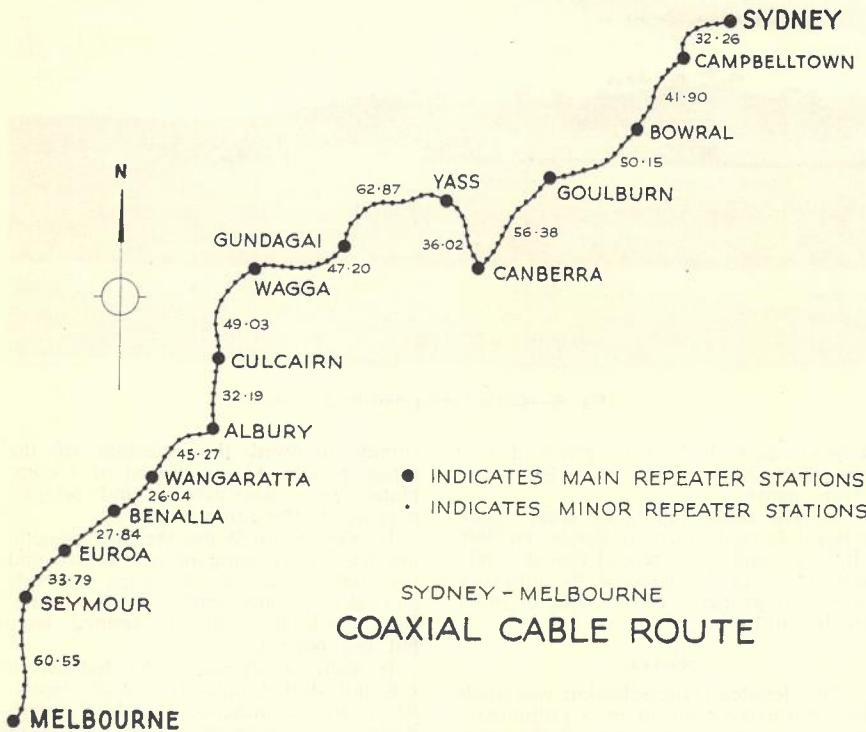 SYDNEY
32·26
CAMPBELLTOWN
41·90
BOWRAL
50·15
GOULBURN
YASS
62·87
N
56·38
36·02
CANBERRA
GUNDAGAI
47·20
WAGGA
49·03
CULCAIRN
32·19
ALBURY
45·27
WANGARATTA
26·04
BENALLA
27·84
EUROA
33·79
SEYMOUR
60·55
MELBOURNE
INDICATES MAIN REPEATER STATIONS
INDICATES MINOR REPEATER STATIONS
SYDNEY – MELBOURNE
COAXIAL CABLE ROUTE